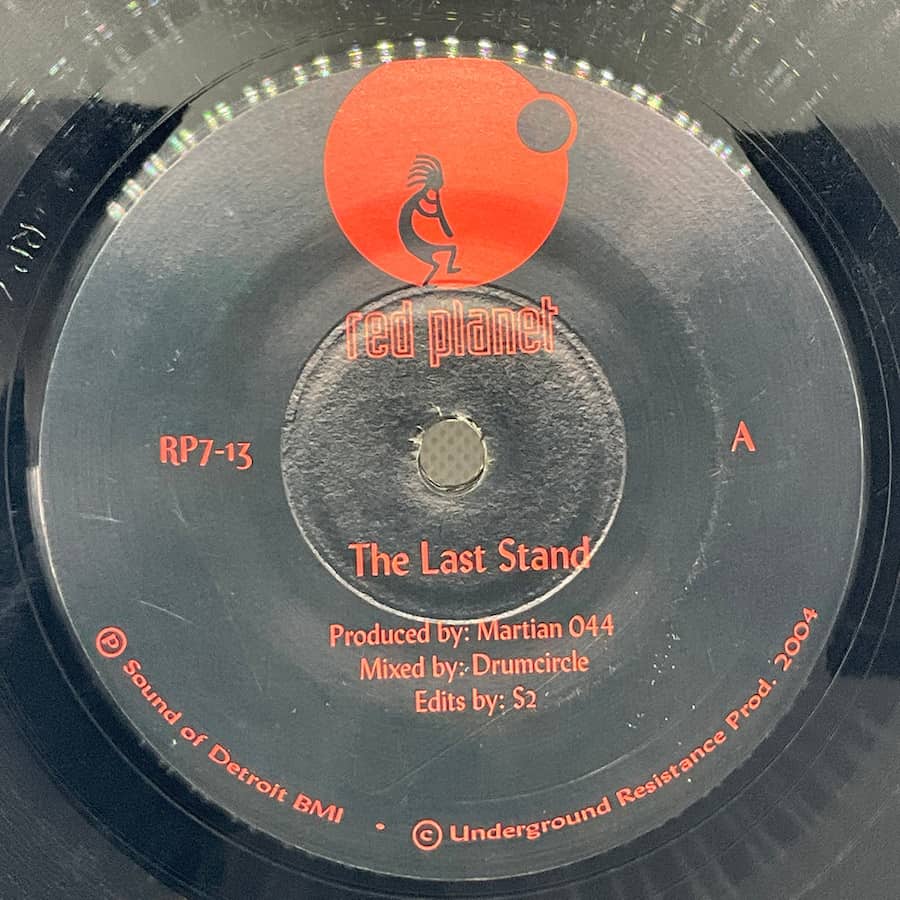 red planet
RP7-13
A
The Last Stand
Produced by: Martian 044
Mixed by: Drumcircle
Edits by: S2
Ⓟ Sound of Detroit BMI • © Underground Resistance Prod. 2004